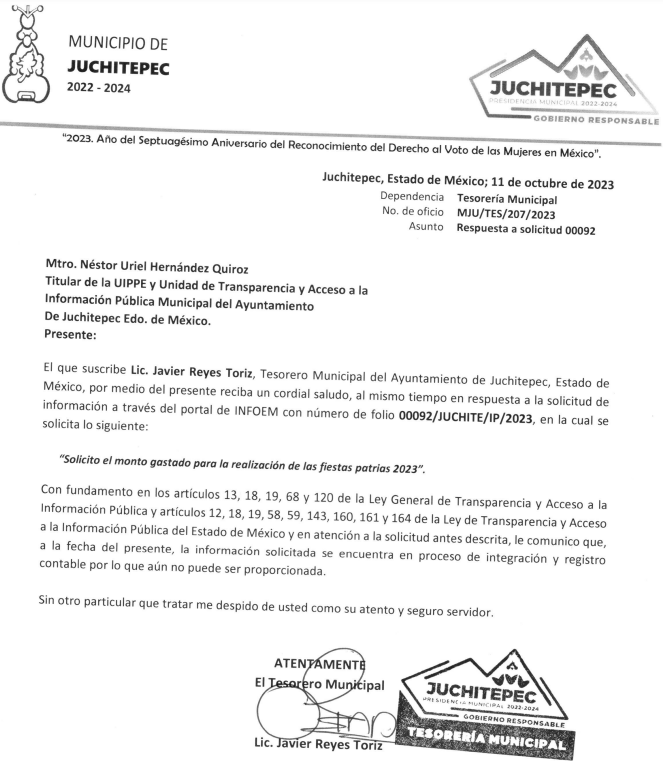 MUNICIPIO DE
JUCHITEPEC
2022 - 2024
JUCHITEPEC
PRESIDENCIA MUNICIPAL 2022-2024
GOBIERNO RESPONSABLE
"2023. Año del Septuagésimo Aniversario del Reconocimiento del Derecho al Voto de las Mujeres en México".
Juchitepec, Estado de México; 11 de octubre de 2023
Dependencia Tesorería Municipal
No. de oficio MJU/TES/207/2023
Asunto Respuesta a solicitud 00092
Mtro. Néstor Uriel Hernández Quiroz
Titular de la UIPPE y Unidad de Transparencia y Acceso a la
Información Pública Municipal del Ayuntamiento
De Juchitepec Edo. de México.
Presente:
El que suscribe Lic. Javier Reyes Toriz, Tesorero Municipal del Ayuntamiento de Juchitepec, Estado de
México, por medio del presente reciba un cordial saludo, al mismo tiempo en respuesta a la solicitud de
información a través del portal de INFOEM con número de folio 00092/JUCHITE/IP/2023, en la cual se
solicita lo siguiente:
"Solicito el monto gastado para la realización de las fiestas patrias 2023".
Con fundamento en los artículos 13, 18, 19, 68 y 120 de la Ley General de Transparencia y Acceso a la
Información Pública y artículos 12, 18, 19, 58, 59, 143, 160, 161 y 164 de la Ley de Transparencia y Acceso
a la Información Pública del Estado de México y en atención a la solicitud antes descrita, le comunico que,
a la fecha del presente, la información solicitada se encuentra en proceso de integración y registro
contable por lo que aún no puede ser proporcionada.
Sin otro particular que tratar me despido de usted como su atento y seguro servidor.
ATENTAMENTE
El Tesorero Municipal
Lic. Javier Reyes Toriz
JUCHITEPEC
PRESIDENCIA MUNICIPAL 2022-2024
GOBIERNO RESPONSABLE
TESORERÍA MUNICIPAL